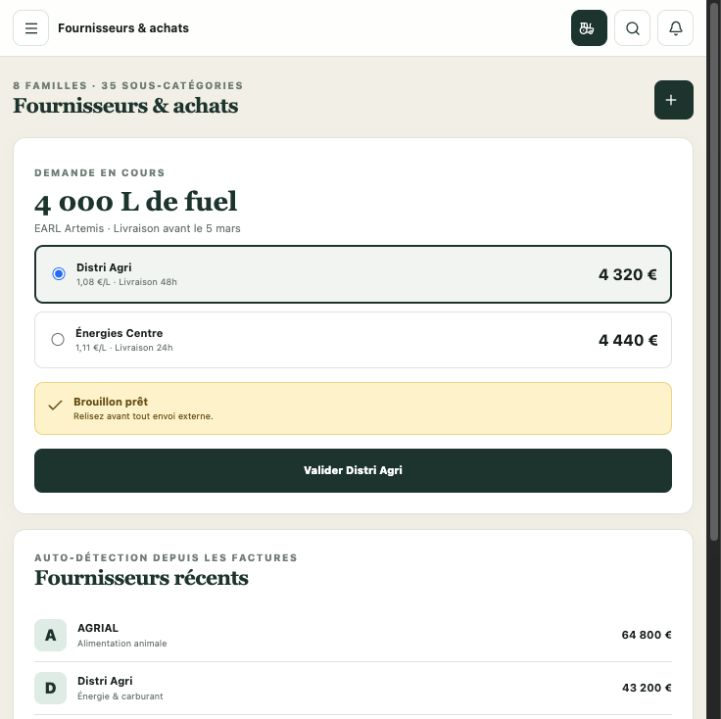 Fournisseurs & achats
8 FAMILLES · 35 SOUS-CATÉGORIES
Fournisseurs & achats
DEMANDE EN COURS
4 000 L de fuel
EARL Artemis · Livraison avant le 5 mars
Distri Agri
1,08 €/L · Livraison 48h
4 320 €
Énergies Centre
1,11 €/L · Livraison 24h
4 440 €
Brouillon prêt
Relisez avant tout envoi externe.
Valider Distri Agri
AUTO-DÉTECTION DEPUIS LES FACTURES
Fournisseurs récents
A
AGRIAL
Alimentation animale
64 800 €
D
Distri Agri
Énergie & carburant
43 200 €